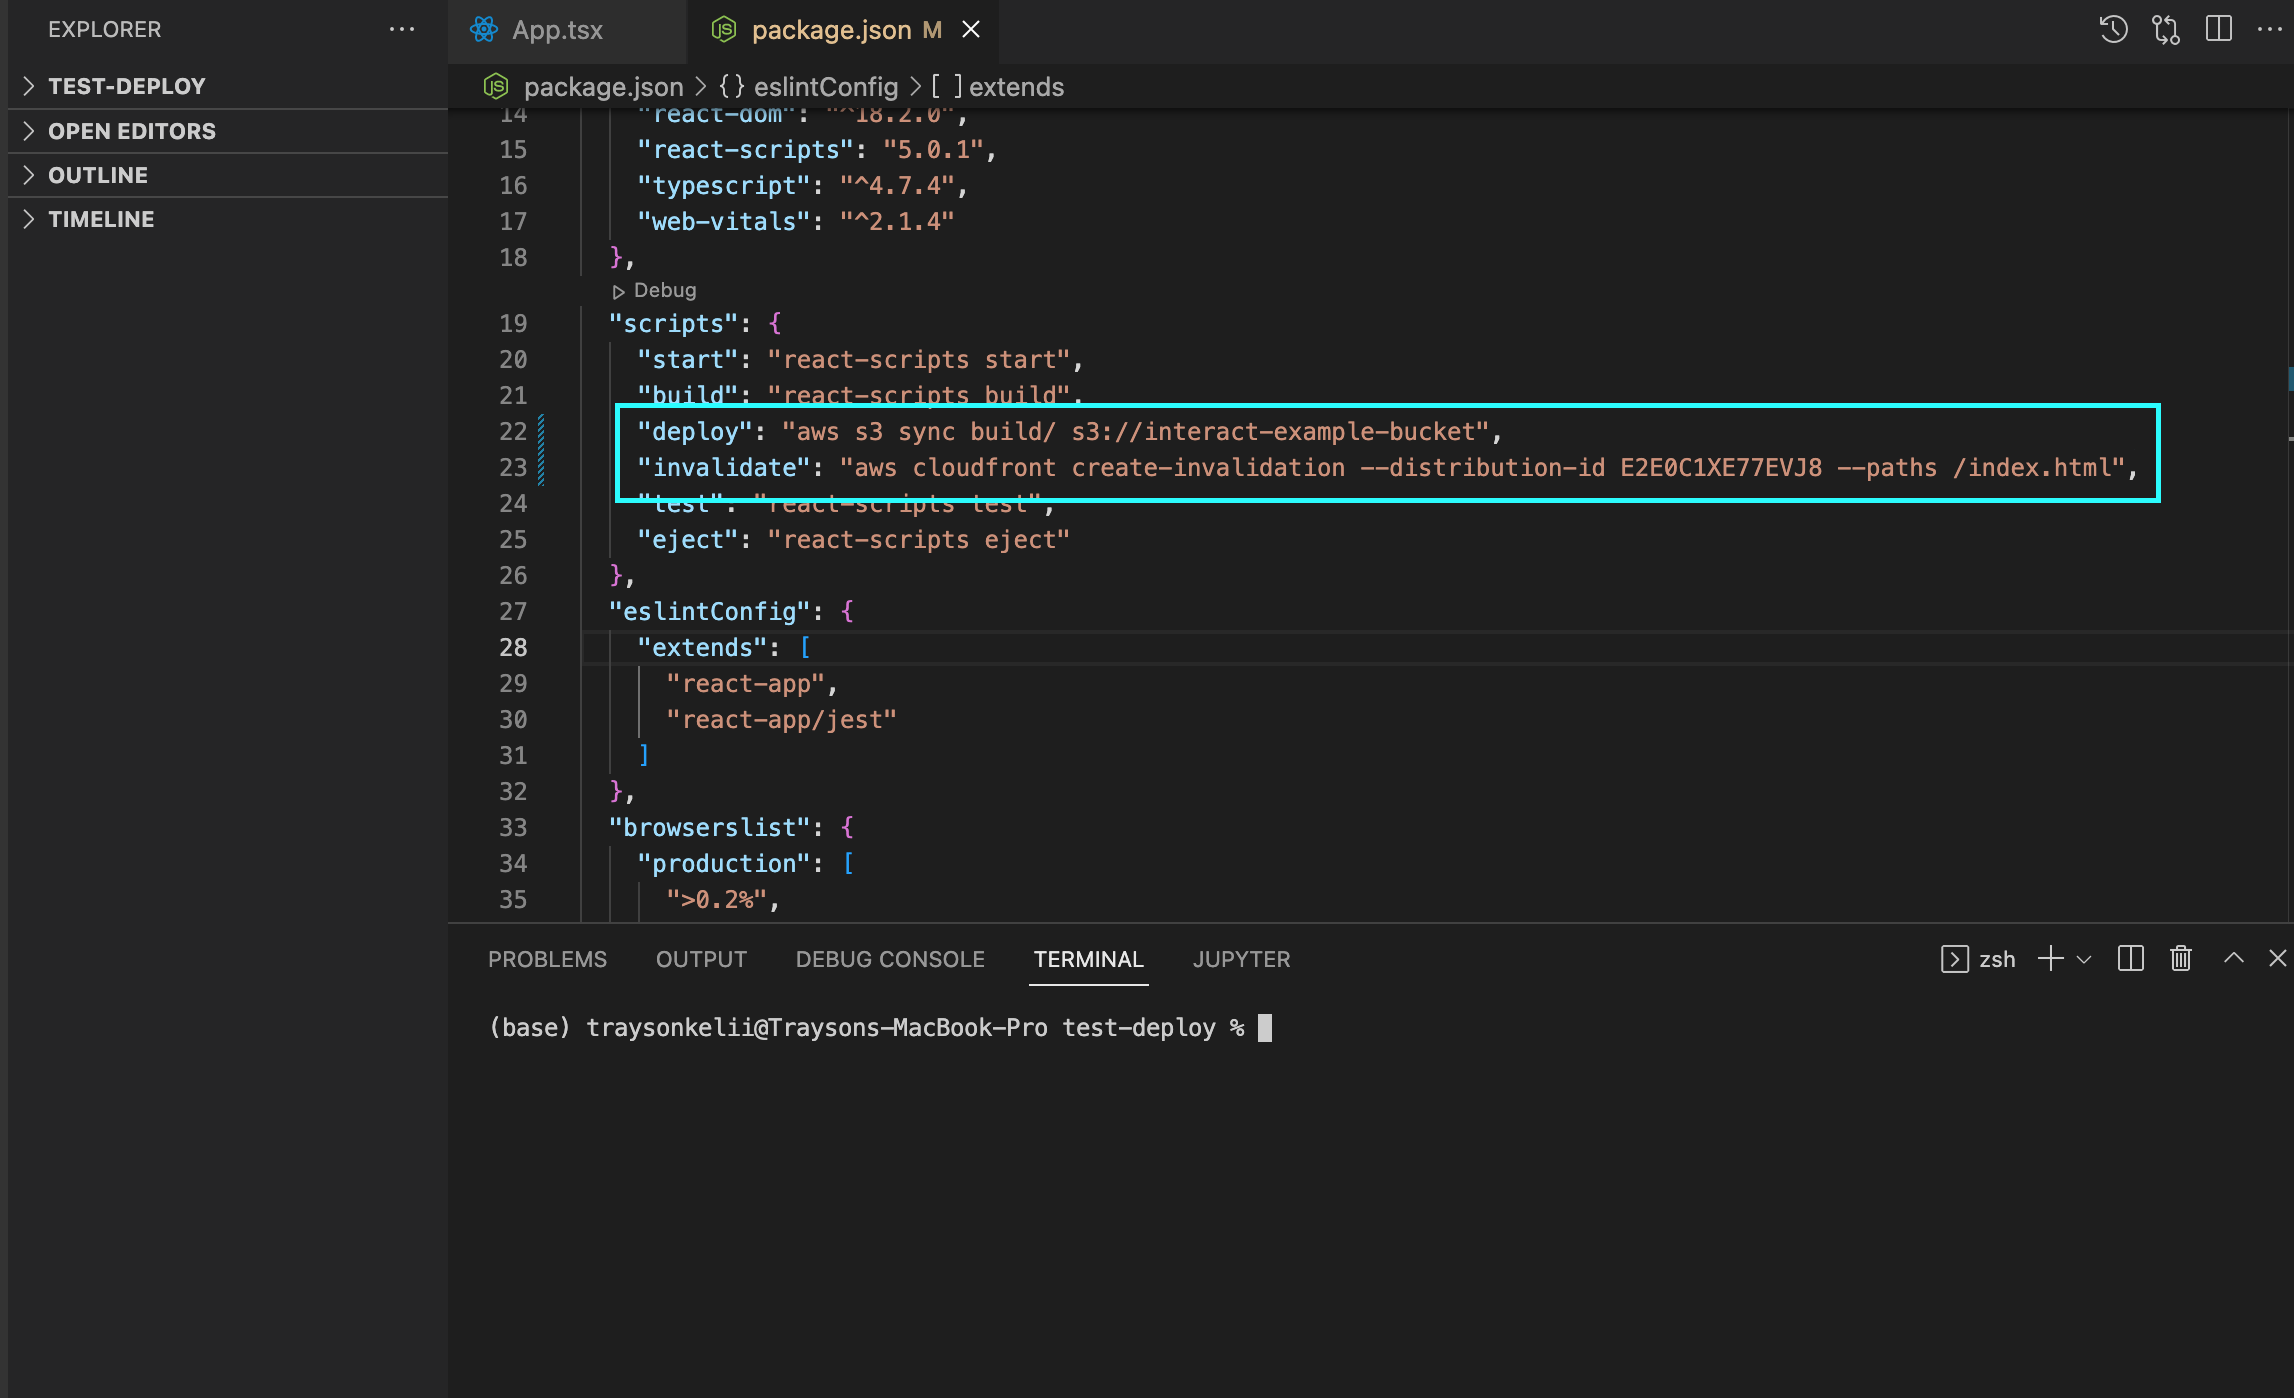 EXPLORER
TEST-DEPLOY
OPEN EDITORS
OUTLINE
TIMELINE
App.tsx
package.json M
package.json > {} eslintConfig > [ ] extends
14 "react-dom": "^18.2.0",
15 "react-scripts": "5.0.1",
16 "typescript": "^4.7.4",
17 "web-vitals": "^2.1.4"
18 },
Debug
19 "scripts": {
20 "start": "react-scripts start",
21 "build": "react-scripts build",
22 "deploy": "aws s3 sync build/ s3://interact-example-bucket",
23 "invalidate": "aws cloudfront create-invalidation --distribution-id E2E0C1XE77EVJ8 --paths /index.html",
24 "test": "react-scripts test",
25 "eject": "react-scripts eject"
26 },
27 "eslintConfig": {
28 "extends": [
29 "react-app",
30 "react-app/jest"
31 ]
32 },
33 "browserslist": {
34 "production": [
35 ">0.2%",
PROBLEMS OUTPUT DEBUG CONSOLE TERMINAL JUPYTER
zsh
(base) traysonkelii@Traysons-MacBook-Pro test-deploy %